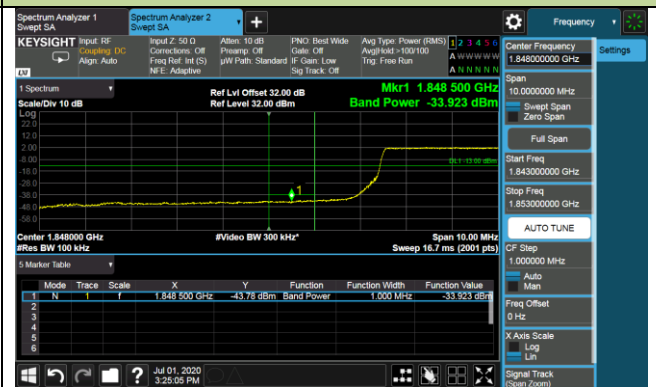 Spectrum Analyzer 1
Swept SA
Spectrum Analyzer 2
Swept SA
Frequency
KEYSIGHT
Input: RF
Coupling: DC
Align: Auto
Input Z: 50 Ω
Corrections: Off
Freq Ref: Int (S)
NFE: Adaptive
Atten: 10 dB
Preamp: Off
µW Path: Standard
PNO: Best Wide
Gate: Off
IF Gain: Low
Sig Track: Off
Avg Type: Power (RMS)
Avg|Hold:>100/100
Trig: Free Run
1 2 3 4 5 6
A W W W W W
A N N N N N
LXI
1 Spectrum
Scale/Div 10 dB
Ref Lvl Offset 32.00 dB
Ref Level 32.00 dBm
Mkr1 1.848 500 GHz
Band Power -33.923 dBm
Log
22.0
12.0
2.00
-8.00
-18.0
-28.0
-38.0
-48.0
-58.0
DL1 -13.00 dBm
1
Center 1.848000 GHz
#Res BW 100 kHz
#Video BW 300 kHz*
Span 10.00 MHz
Sweep 16.7 ms (2001 pts)
5 Marker Table
Mode Trace Scale X Y Function Function Width Function Value
1 N 1 f 1.848 500 GHz -43.78 dBm Band Power 1.000 MHz -33.923 dBm
2
3
4
5
6
Jul 01, 2020
3:25:05 PM
Center Frequency
1.848000000 GHz
Settings
Span
10.0000000 MHz
Swept Span
Zero Span
Full Span
Start Freq
1.843000000 GHz
Stop Freq
1.853000000 GHz
AUTO TUNE
CF Step
1.000000 MHz
Auto
Man
Freq Offset
0 Hz
X Axis Scale
Log
Lin
Signal Track
(Span Zoom)